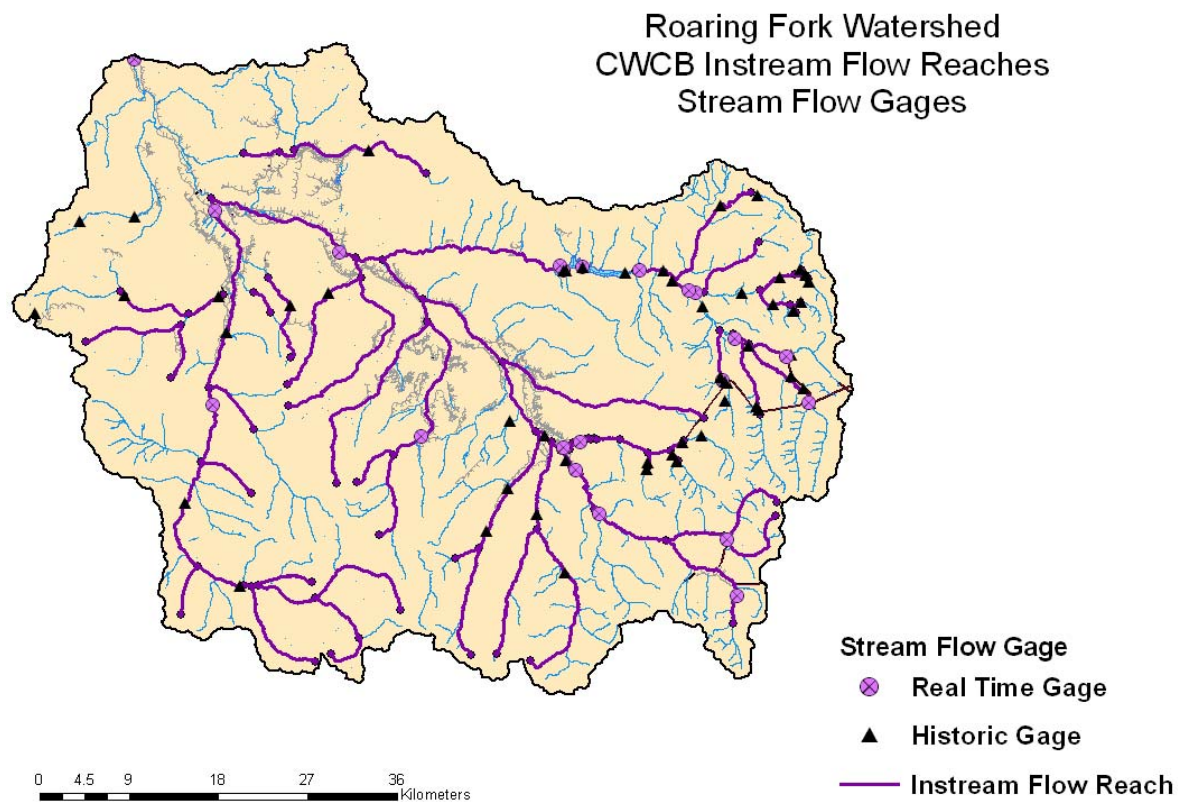 Roaring Fork Watershed
CWCB Instream Flow Reaches
Stream Flow Gages
Stream Flow Gage
Real Time Gage
Historic Gage
Instream Flow Reach
0 4.5 9 18 27 36
Kilometers